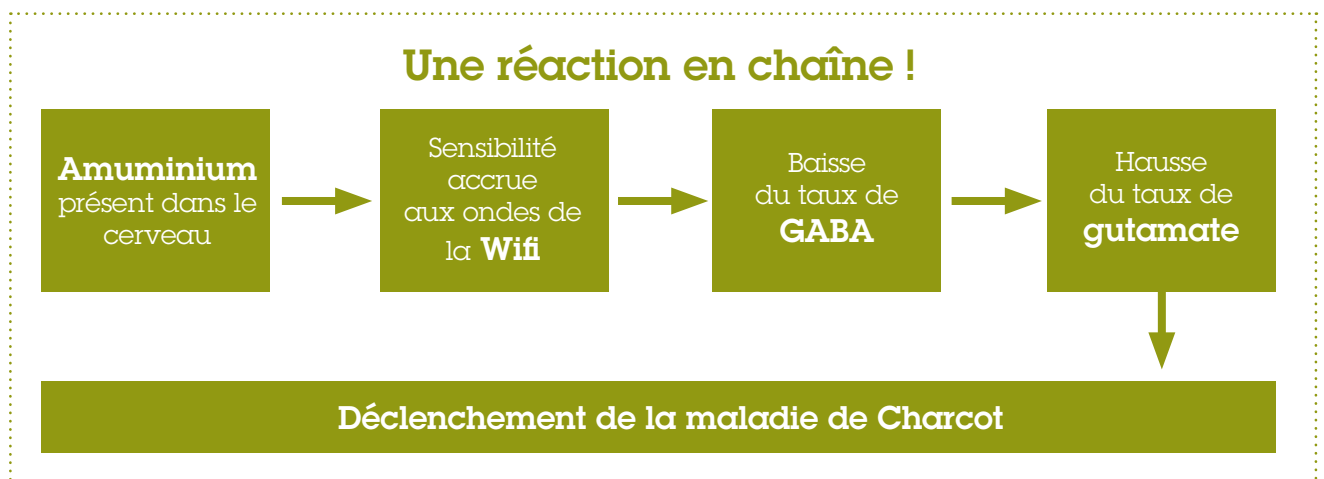 Une réaction en chaîne !
Amuminium
présent dans le
cerveau
Sensibilité
accrue
aux ondes de
la Wifi
Baisse
du taux de
GABA
Hausse
du taux de
gutamate
Déclenchement de la maladie de Charcot